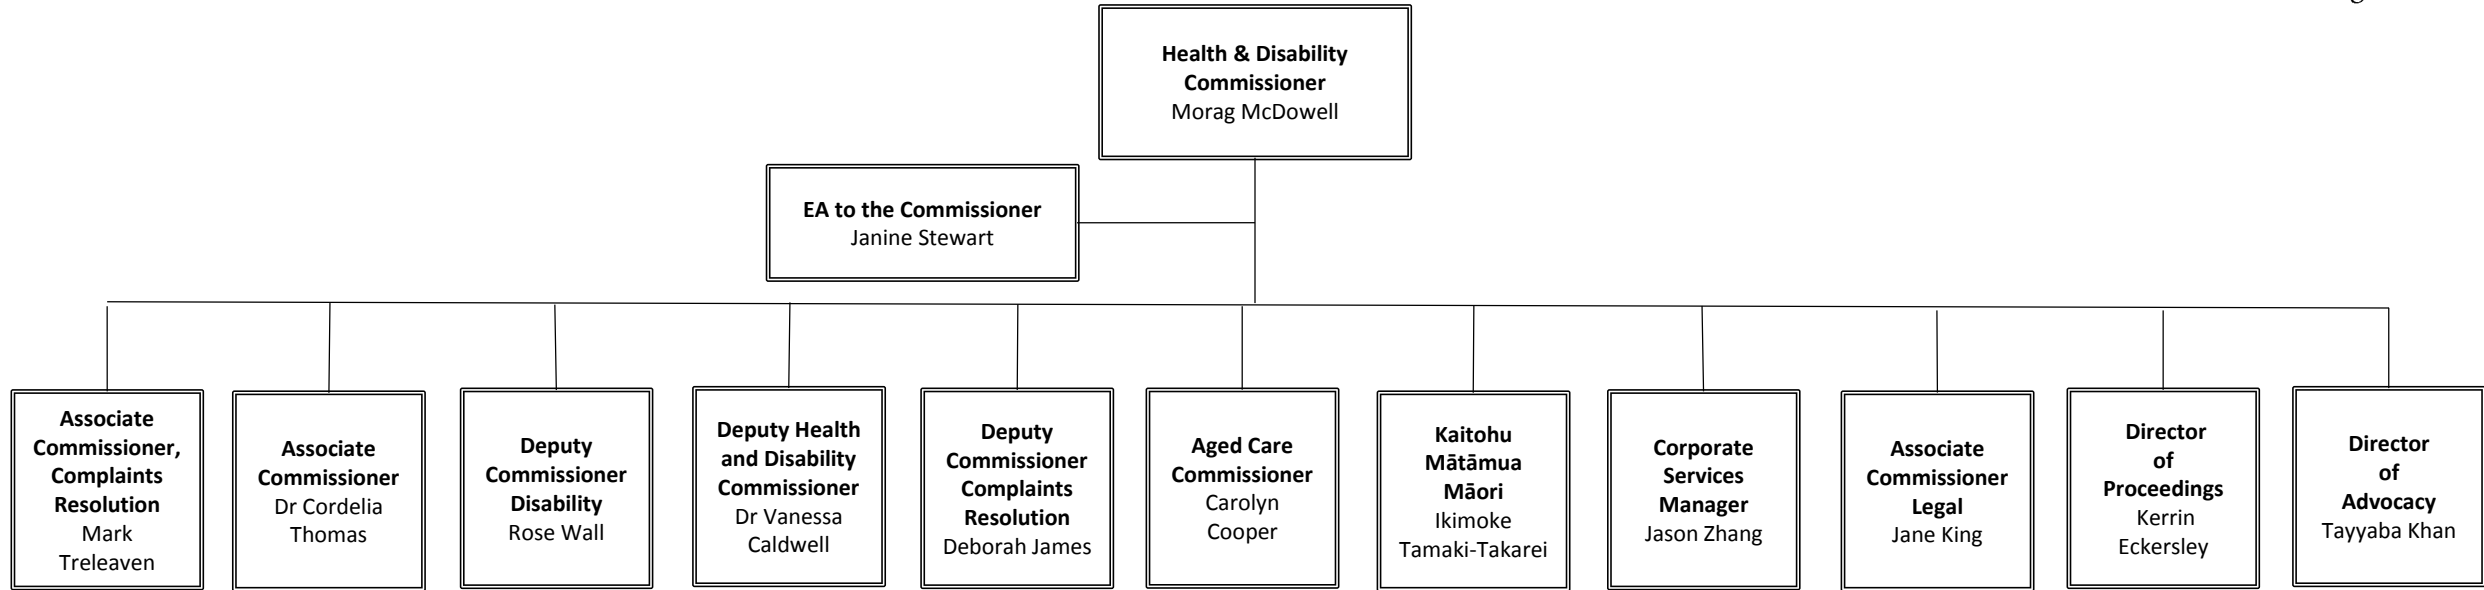 Health & Disability
Commissioner
Morag McDowell
EA to the Commissioner
Janine Stewart
Associate
Commissioner,
Complaints
Resolution
Mark
Treleaven
Associate
Commissioner
Dr Cordelia
Thomas
Deputy
Commissioner
Disability
Rose Wall
Deputy Health
and Disability
Commissioner
Dr Vanessa
Caldwell
Deputy
Commissioner
Complaints
Resolution
Deborah James
Aged Care
Commissioner
Carolyn
Cooper
Kaitohu
Mātāmua
Māori
Ikimoke
Tamaki-Takarei
Corporate
Services
Manager
Jason Zhang
Associate
Commissioner
Legal
Jane King
Director
of
Proceedings
Kerrin
Eckersley
Director
of
Advocacy
Tayyaba Khan